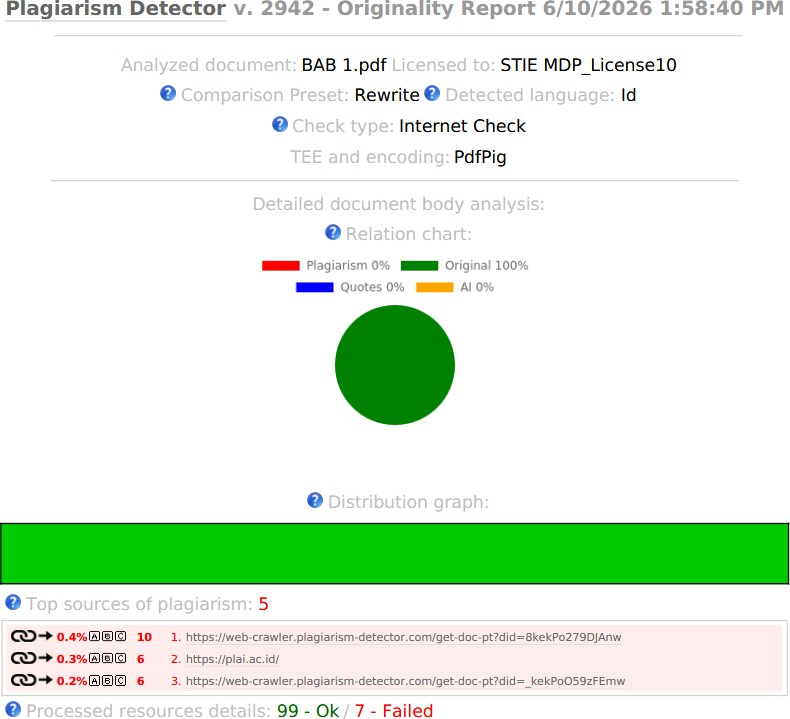 Plagiarism Detector v. 2942 - Originality Report 6/10/2026 1:58:40 PM
Analyzed document: BAB 1.pdf Licensed to: STIE MDP_License10
Comparison Preset: Rewrite Detected language: Id
Check type: Internet Check
TEE and encoding: PdfPig
Detailed document body analysis:
Relation chart:
Plagiarism 0% Original 100%
Quotes 0% AI 0%
Distribution graph:
Top sources of plagiarism: 5
0.4% A B C 10 1. https://web-crawler.plagiarism-detector.com/get-doc-pt?did=8kekPo279DJAnw
0.3% A B C 6 2. https://plai.ac.id/
0.2% A B C 6 3. https://web-crawler.plagiarism-detector.com/get-doc-pt?did=_kekPoO59zFEmw
Processed resources details: 99 - Ok / 7 - Failed